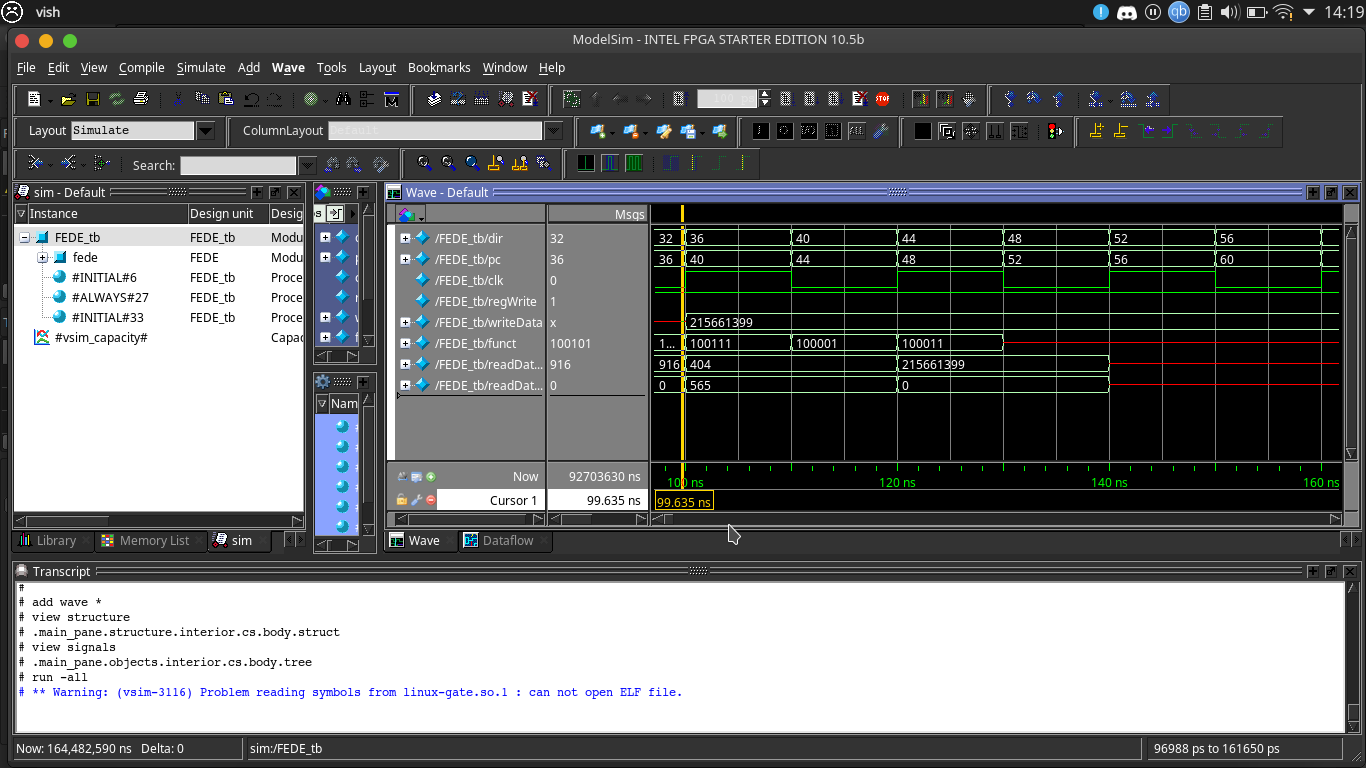 vish
qb
14:19
ModelSim - INTEL FPGA STARTER EDITION 10.5b
File Edit View Compile Simulate Add Wave Tools Layout Bookmarks Window Help
100 ps
STOP
Layout Simulate
ColumnLayout Default
Search:
sim - Default
Instance Design unit Desig
FEDE_tb FEDE_tb Modu
fede FEDE Modu
#INITIAL#6 FEDE_tb Proce
#ALWAYS#27 FEDE_tb Proce
#INITIAL#33 FEDE_tb Proce
#vsim_capacity# Capac
Nam
Wave - Default
Msgs
/FEDE_tb/dir 32 32 36 40 44 48 52 56
/FEDE_tb/pc 36 36 40 44 48 52 56 60
/FEDE_tb/clk 0
/FEDE_tb/regWrite 1
/FEDE_tb/writeData x 215661399
/FEDE_tb/funct 100101 1... 100111 100001 100011
/FEDE_tb/readDat... 916 916 404 215661399
/FEDE_tb/readDat... 0 0 565 0
Now 92703630 ns 100 ns 120 ns 140 ns 160 ns
Cursor 1 99.635 ns 99.635 ns
Library Memory List sim
Wave Dataflow
Transcript
#
# add wave *
# view structure
# .main_pane.structure.interior.cs.body.struct
# view signals
# .main_pane.objects.interior.cs.body.tree
# run -all
# ** Warning: (vsim-3116) Problem reading symbols from linux-gate.so.1 : can not open ELF file.
Now: 164,482,590 ns Delta: 0 sim:/FEDE_tb 96988 ps to 161650 ps